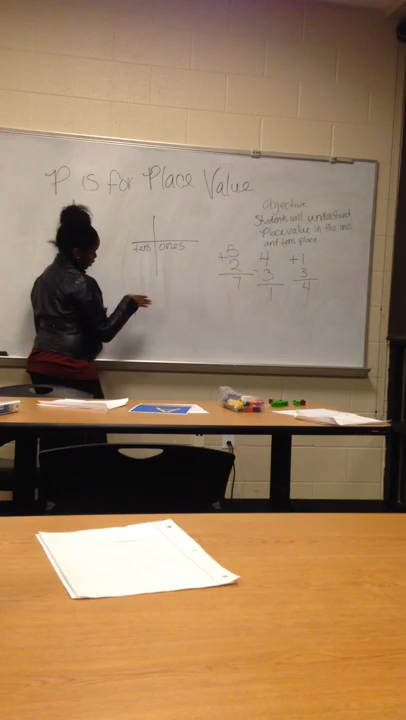 P is for Place Value
Objective
Students will understand
Place value in the ones
and tens place
tens ones
+5 4 +1
2 -3 3
7 1 4